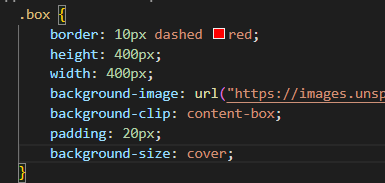 .box {
border: 10px dashed red;
height: 400px;
width: 400px;
background-image: url("https://images.unsp
background-clip: content-box;
padding: 20px;
background-size: cover;
}